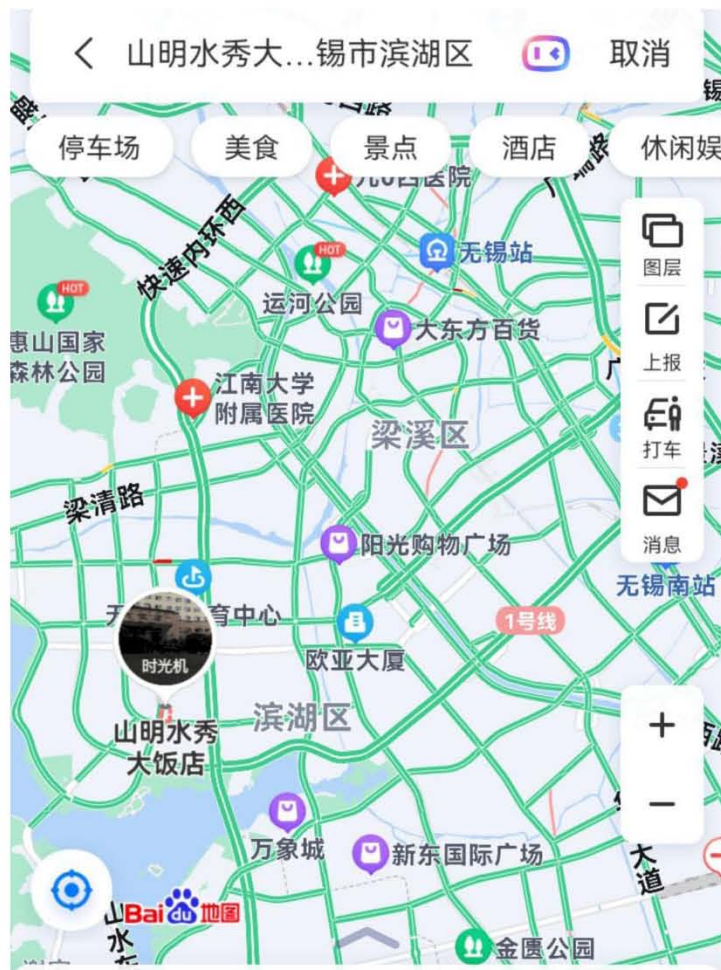 山明水秀大...锡市滨湖区
取消
停车场
美食
景点
酒店
休闲娱
图层
上报
打车
消息
快速内环西
无锡站
HOT
运河公园
HOT
惠山国家
森林公园
大东方百货
江南大学
附属医院
梁溪区
梁清路
阳光购物广场
无锡南站
育中心
1号线
欧亚大厦
时光机
山明水秀
大饭店
滨湖区
万象城
新东国际广场
大道
Bai du 地图
金匮公园